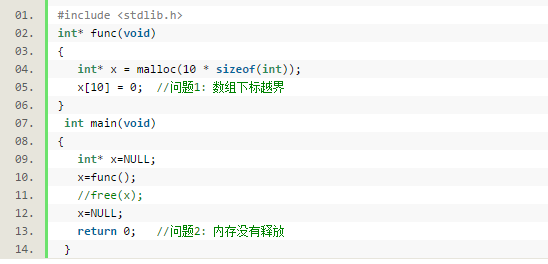 01. #include <stdlib.h>
02. int* func(void)
03. {
04.    int* x = malloc(10 * sizeof(int));
05.    x[10] = 0;  //问题1: 数组下标越界
06. }
07.  int main(void)
08. {
09.    int* x=NULL;
10.    x=func();
11.    //free(x);
12.    x=NULL;
13.    return 0;   //问题2: 内存没有释放
14.  }